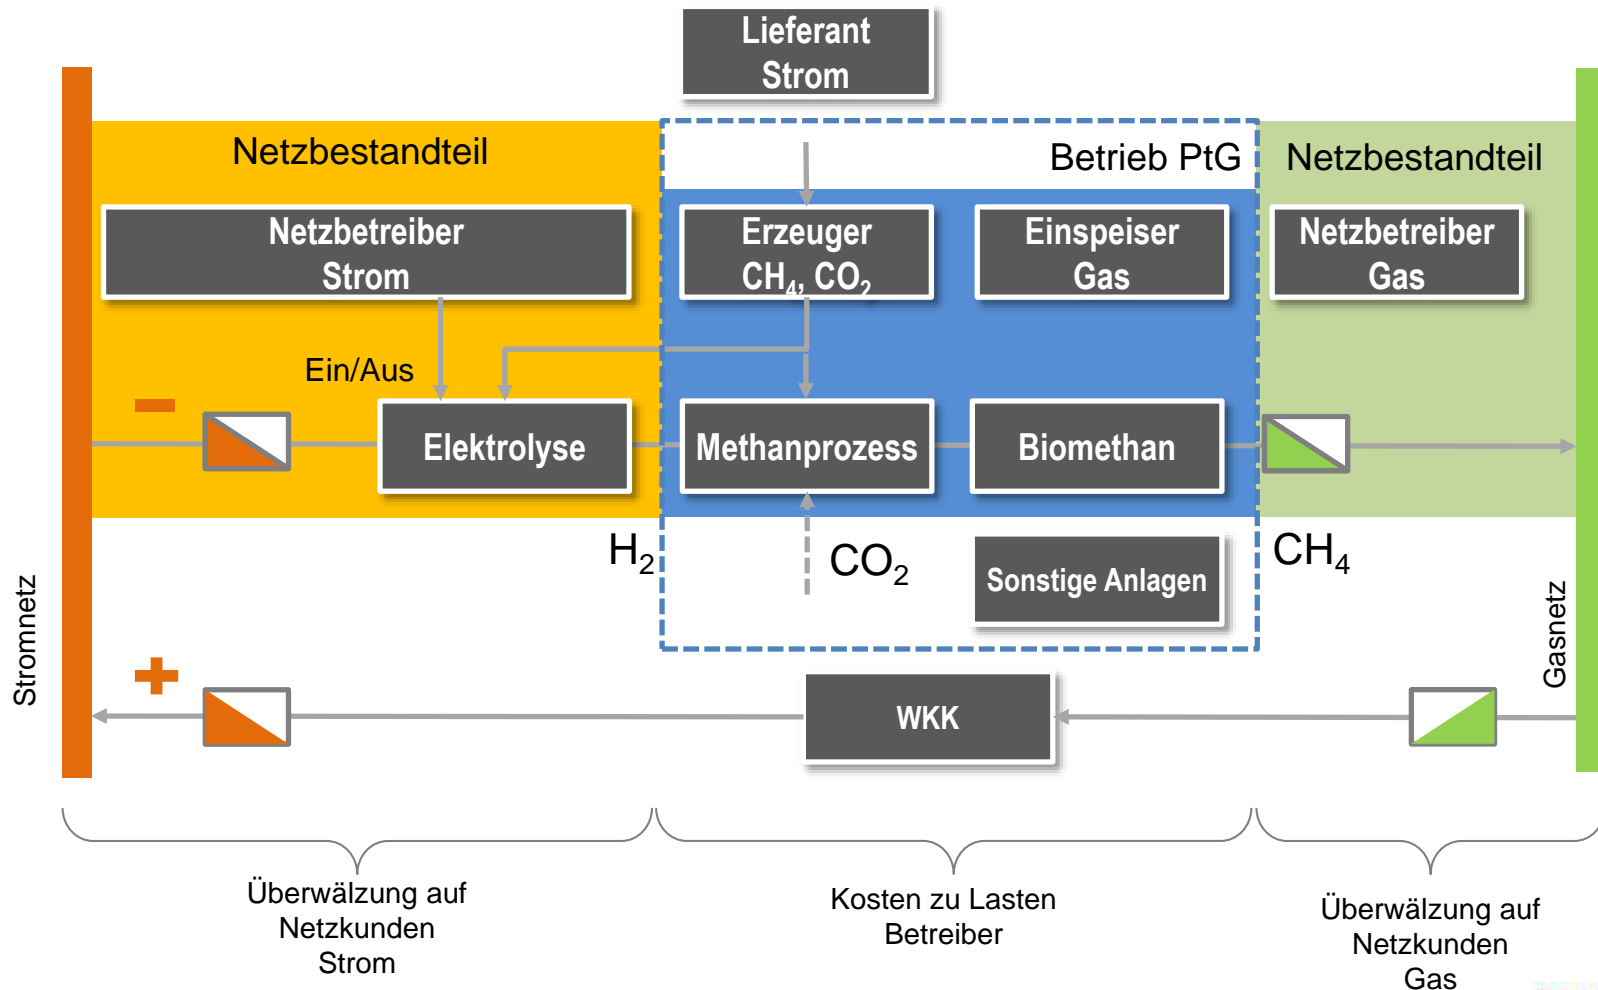 Lieferant
Strom
Netzbestandteil
Betrieb PtG
Netzbestandteil
Netzbetreiber
Strom
Erzeuger
CH₄, CO₂
Einspeiser
Gas
Netzbetreiber
Gas
Ein/Aus
Elektrolyse
Methanprozess
Biomethan
H₂
CO₂
CH₄
Sonstige Anlagen
Stromnetz
Gasnetz
WKK
Überwälzung auf
Netzkunden
Strom
Kosten zu Lasten
Betreiber
Überwälzung auf
Netzkunden
Gas